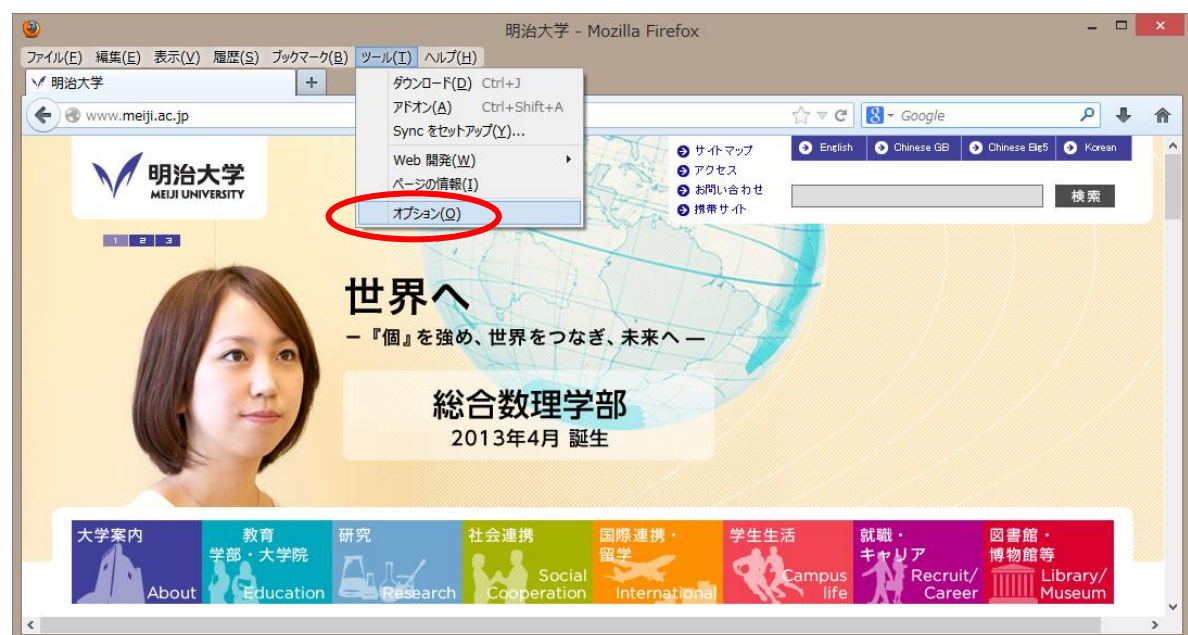 明治大学 - Mozilla Firefox
ファイル(F) 編集(E) 表示(V) 履歴(S) ブックマーク(B) ツール(T) ヘルプ(H)
明治大学 +
www.meiji.ac.jp
Google
ダウンロード(D) Ctrl+J
アドオン(A) Ctrl+Shift+A
Sync をセットアップ(Y)...
Web 開発(W)
ページの情報(I)
オプション(O)
明治大学
MEIJI UNIVERSITY
サイトマップ
アクセス
お問い合わせ
携帯サイト
English Chinese GB Chinese Big5 Korean
検索
1 2 3
世界へ
―『個』を強め、世界をつなぎ、未来へ―
総合数理学部
2013年4月 誕生
大学案内
About
教育
学部・大学院
Education
研究
Research
社会連携
Social
Cooperation
国際連携・
留学
International
学生生活
Campus
life
就職・
キャリア
Recruit/
Career
図書館・
博物館等
Library/
Museum